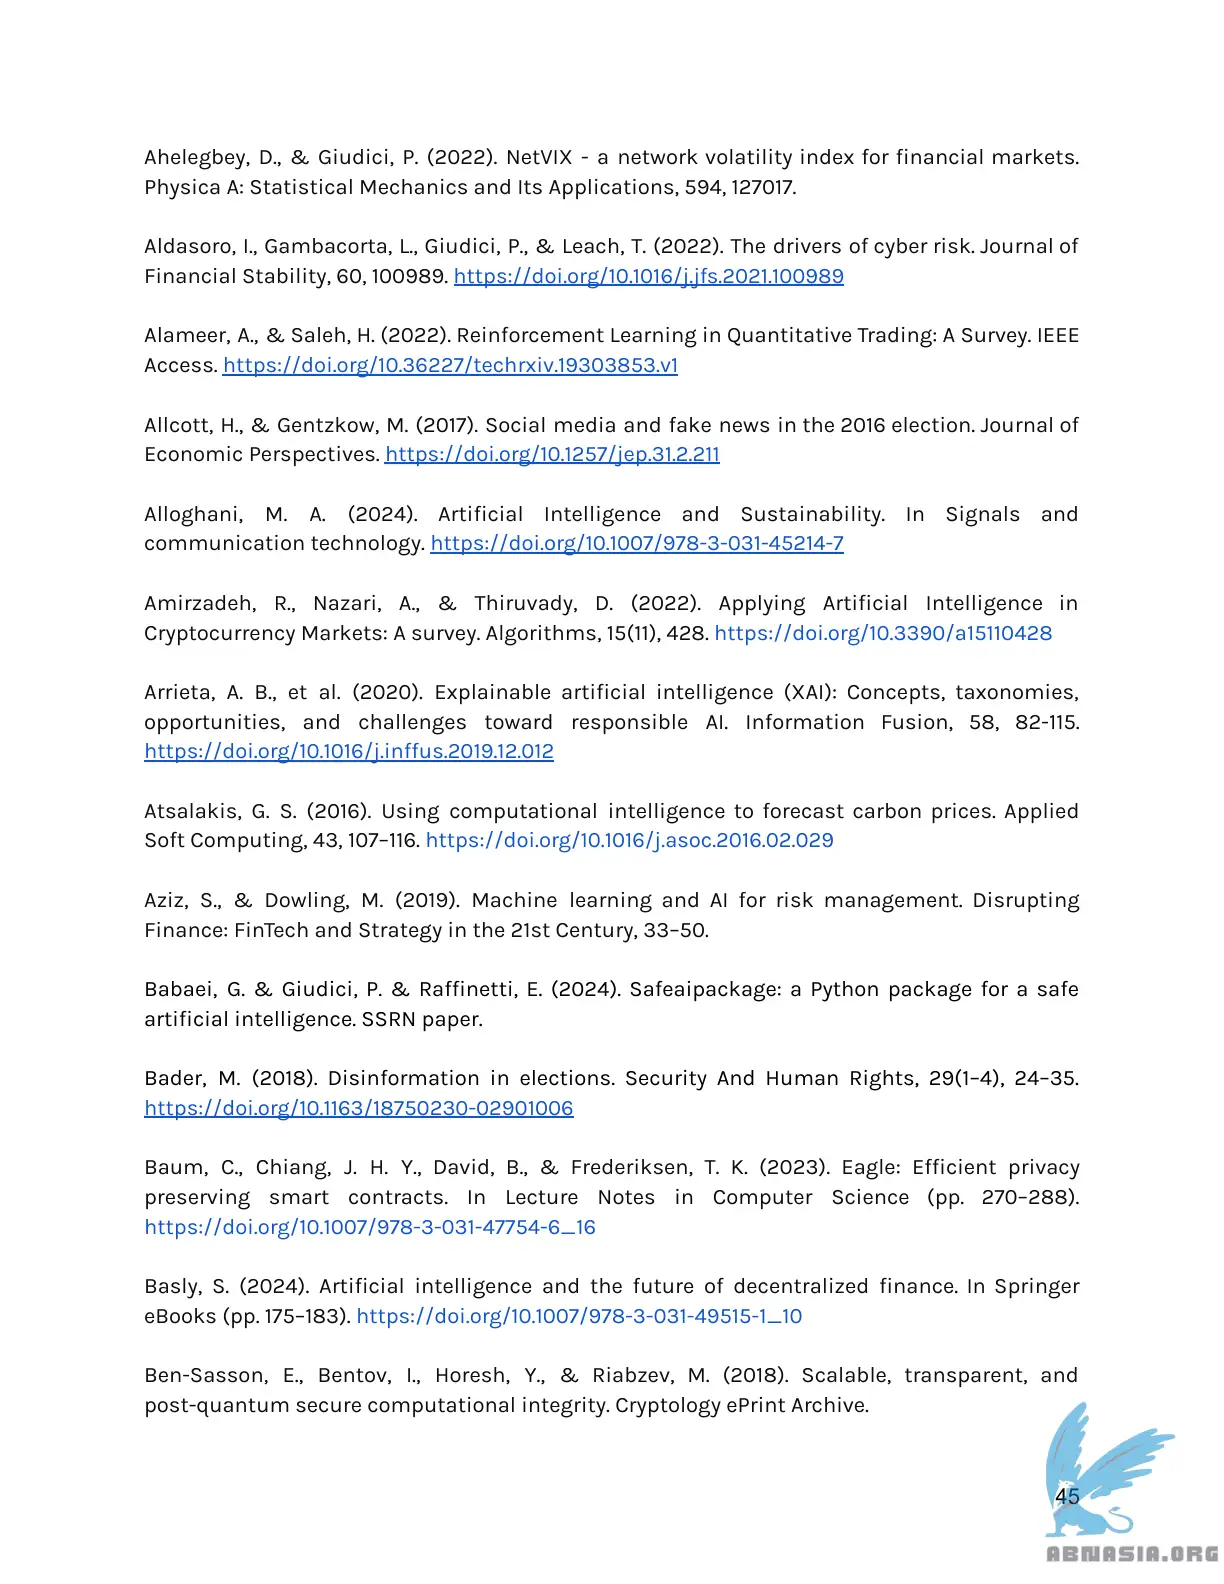 Ahelegbey, D., & Giudici, P. (2022). NetVIX - a network volatility index for financial markets.
Physica A: Statistical Mechanics and Its Applications, 594, 127017.
Aldasoro, I., Gambacorta, L., Giudici, P., & Leach, T. (2022). The drivers of cyber risk. Journal of
Financial Stability, 60, 100989. https://doi.org/10.1016/j.jfs.2021.100989
Alameer, A., & Saleh, H. (2022). Reinforcement Learning in Quantitative Trading: A Survey. IEEE
Access. https://doi.org/10.36227/techrxiv.19303853.v1
Allcott, H., & Gentzkow, M. (2017). Social media and fake news in the 2016 election. Journal of
Economic Perspectives. https://doi.org/10.1257/jep.31.2.211
Alloghani, M. A. (2024). Artificial Intelligence and Sustainability. In Signals and
communication technology. https://doi.org/10.1007/978-3-031-45214-7
Amirzadeh, R., Nazari, A., & Thiruvady, D. (2022). Applying Artificial Intelligence in
Cryptocurrency Markets: A survey. Algorithms, 15(11), 428. https://doi.org/10.3390/a15110428
Arrieta, A. B., et al. (2020). Explainable artificial intelligence (XAI): Concepts, taxonomies,
opportunities, and challenges toward responsible AI. Information Fusion, 58, 82-115.
https://doi.org/10.1016/j.inffus.2019.12.012
Atsalakis, G. S. (2016). Using computational intelligence to forecast carbon prices. Applied
Soft Computing, 43, 107–116. https://doi.org/10.1016/j.asoc.2016.02.029
Aziz, S., & Dowling, M. (2019). Machine learning and AI for risk management. Disrupting
Finance: FinTech and Strategy in the 21st Century, 33–50.
Babaei, G. & Giudici, P. & Raffinetti, E. (2024). Safeaipackage: a Python package for a safe
artificial intelligence. SSRN paper.
Bader, M. (2018). Disinformation in elections. Security And Human Rights, 29(1–4), 24–35.
https://doi.org/10.1163/18750230-02901006
Baum, C., Chiang, J. H. Y., David, B., & Frederiksen, T. K. (2023). Eagle: Efficient privacy
preserving smart contracts. In Lecture Notes in Computer Science (pp. 270–288).
https://doi.org/10.1007/978-3-031-47754-6_16
Basly, S. (2024). Artificial intelligence and the future of decentralized finance. In Springer
eBooks (pp. 175–183). https://doi.org/10.1007/978-3-031-49515-1_10
Ben-Sasson, E., Bentov, I., Horesh, Y., & Riabzev, M. (2018). Scalable, transparent, and
post-quantum secure computational integrity. Cryptology ePrint Archive.
45
ABNASIA.ORG